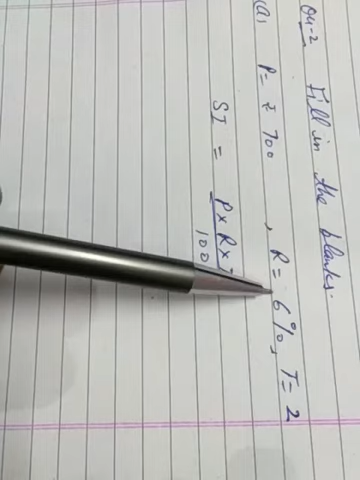 Qu-2 Fill in the blanks.
(a) P = ₹ 700, R = 6%, T = 2
SI = P × R ×
100